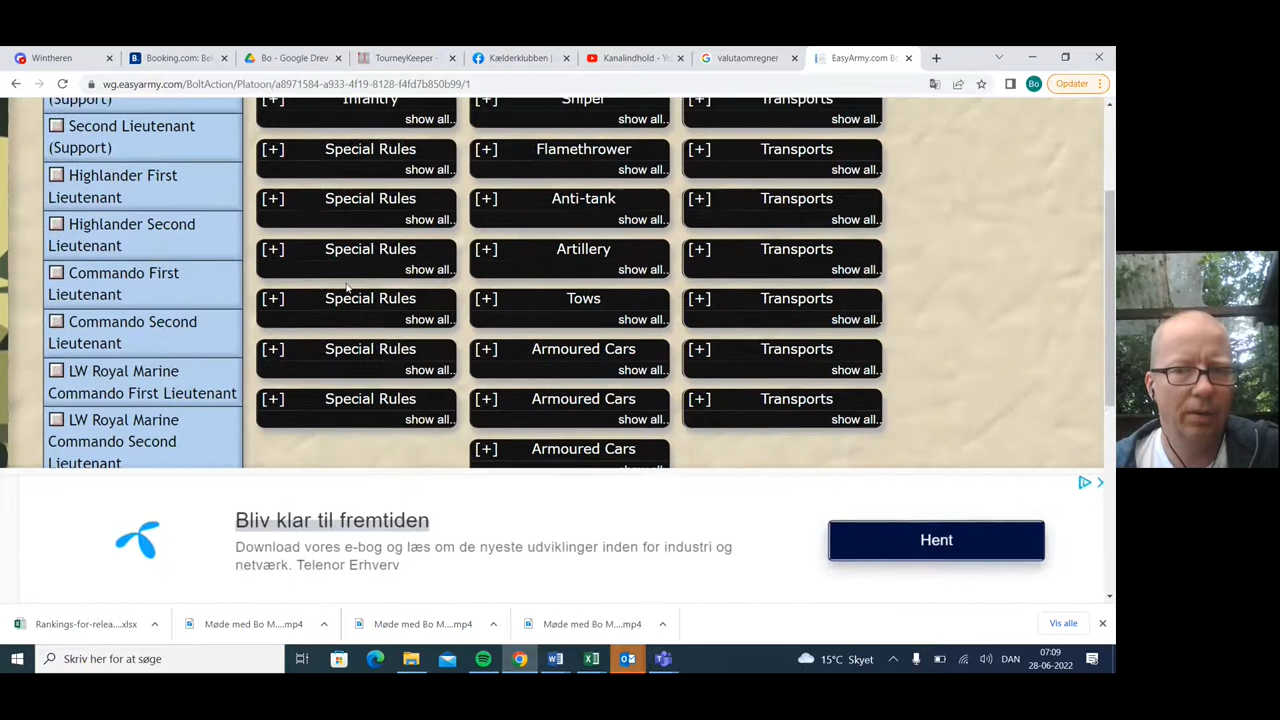 Wintheren
Booking.com: Bel
Bo - Google Drev
TourneyKeeper -
Kælderklubben |
Kanalindhold - Yo
valutaomregner
EasyArmy.com Bo
wg.easyarmy.com/BoltAction/Platoon/a8971584-a933-4f19-8128-f4fd7b850b99/1
Bo
Opdater
(Support)
Second Lieutenant
(Support)
Highlander First
Lieutenant
Highlander Second
Lieutenant
Commando First
Lieutenant
Commando Second
Lieutenant
LW Royal Marine
Commando First Lieutenant
LW Royal Marine
Commando Second
Lieutenant
[+] Infantry
show all..
[+] Special Rules
show all..
[+] Special Rules
show all..
[+] Special Rules
show all..
[+] Special Rules
show all..
[+] Special Rules
show all..
[+] Special Rules
show all..
[+] Sniper
show all..
[+] Flamethrower
show all..
[+] Anti-tank
show all..
[+] Artillery
show all..
[+] Tows
show all..
[+] Armoured Cars
show all..
[+] Armoured Cars
show all..
[+] Armoured Cars
show all..
[+] Transports
show all..
[+] Transports
show all..
[+] Transports
show all..
[+] Transports
show all..
[+] Transports
show all..
[+] Transports
show all..
[+] Transports
show all..
Bliv klar til fremtiden
Download vores e-bog og læs om de nyeste udviklinger inden for industri og
netværk. Telenor Erhverv
Hent
Rankings-for-relea....xlsx
Møde med Bo M....mp4
Møde med Bo M....mp4
Møde med Bo M....mp4
Vis alle
Skriv her for at søge
15°C Skyet
DAN
07:09
28-06-2022